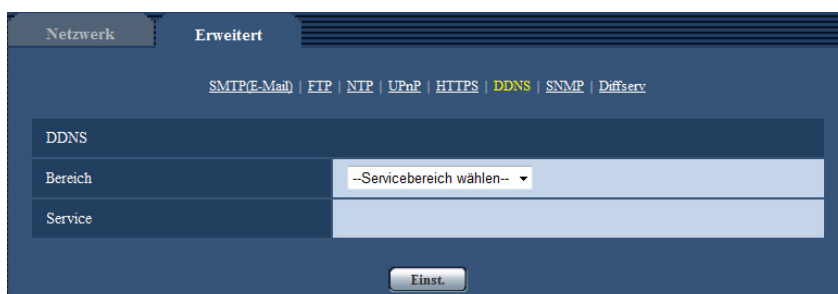 Netzwerk Erweitert
SMTP(E-Mail) | FTP | NTP | UPnP | HTTPS | DDNS | SNMP | Diffserv
DDNS
Bereich --Servicebereich wählen--
Service
Einst.